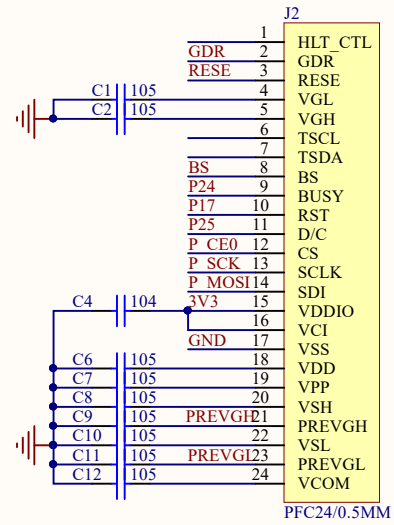 J2
1 HLT_CTL
GDR 2 GDR
RESE 3 RESE
C1 105 4 VGL
C2 105 5 VGH
6 TSCL
7 TSDA
BS 8 BS
P24 9 BUSY
P17 10 RST
P25 11 D/C
P_CE0 12 CS
P_SCK 13 SCLK
P_MOSI 14 SDI
C4 104 3V3 15 VDDIO
16 VCI
GND 17 VSS
C6 105 18 VDD
C7 105 19 VPP
C8 105 20 VSH
C9 105 PREVGH 21 PREVGH
C10 105 22 VSL
C11 105 PREVGL 23 PREVGL
C12 105 24 VCOM
PFC24/0.5MM